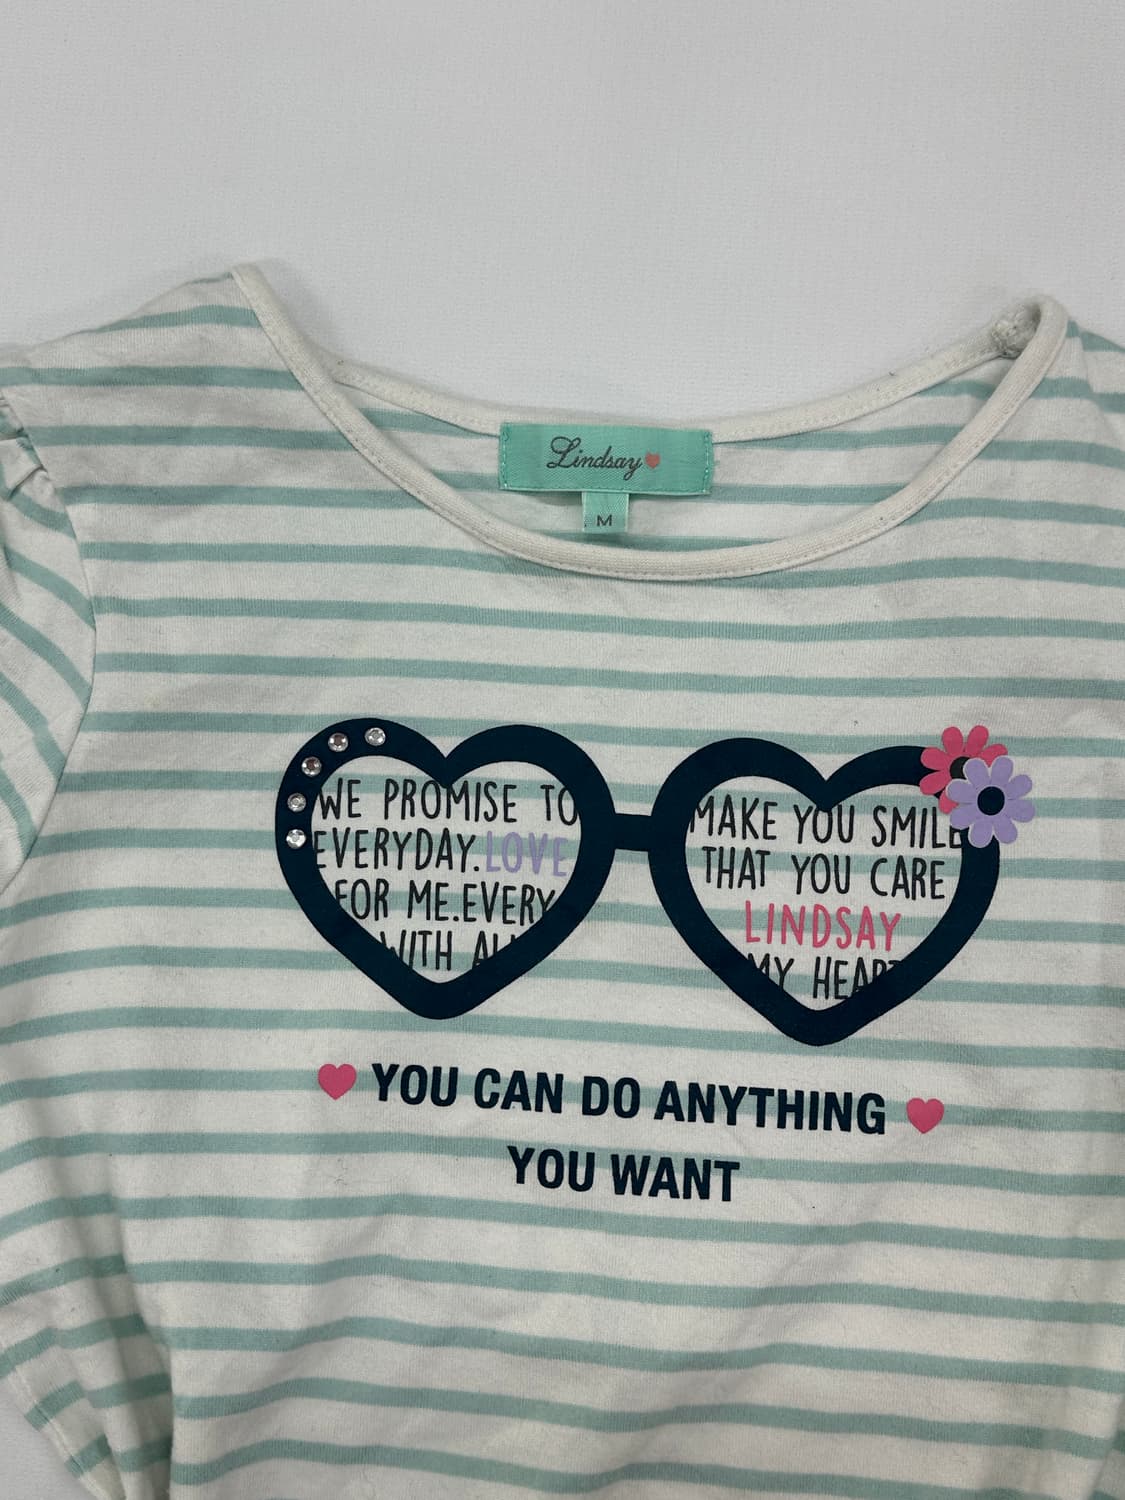 Lindsay
M
WE PROMISE TO
EVERYDAY. LOVE
FOR ME. EVERY
WITH
MAKE YOU SMILE
THAT YOU CARE
LINDSAY
MY HEART
YOU CAN DO ANYTHING
YOU WANT